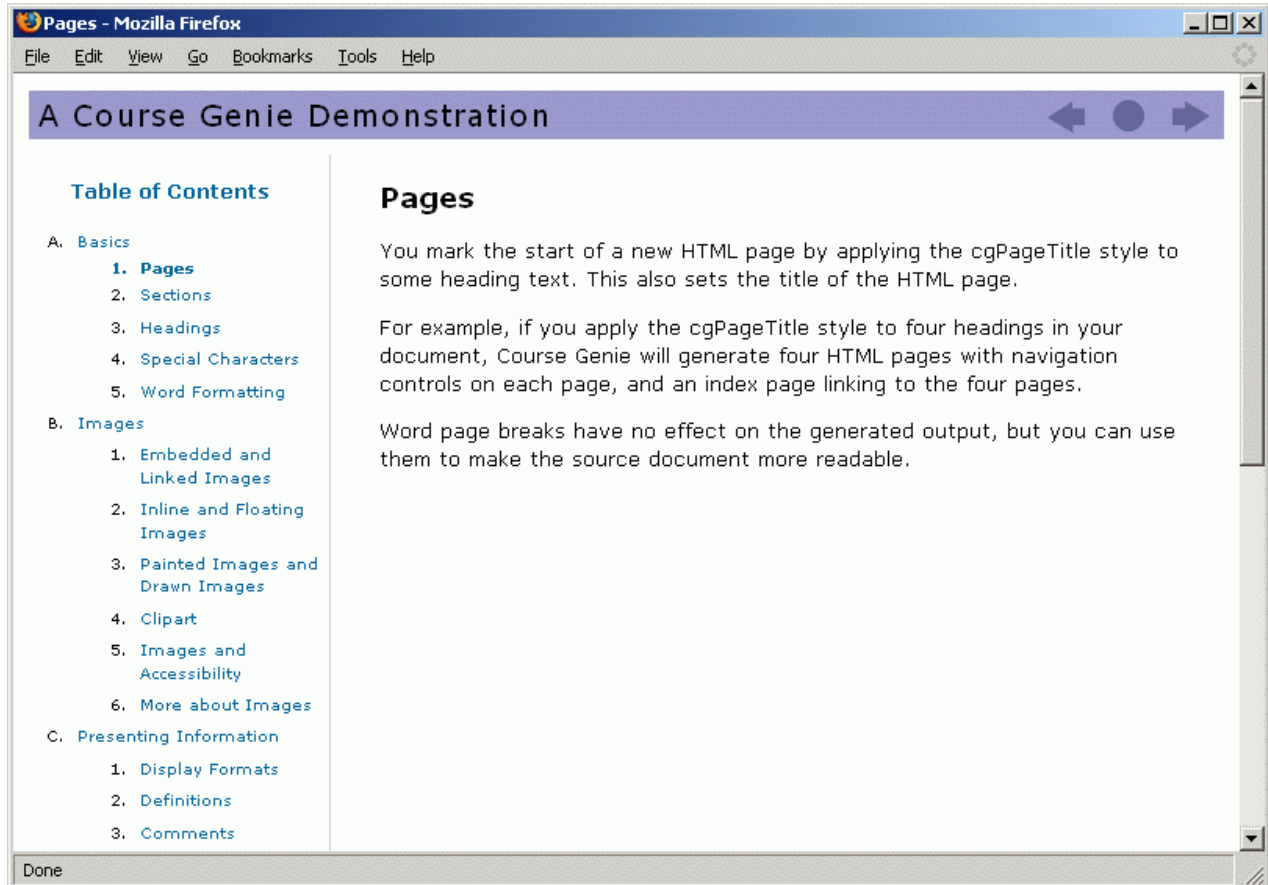 Pages - Mozilla Firefox
File Edit View Go Bookmarks Tools Help
A Course Genie Demonstration
Table of Contents
A. Basics
1. Pages
2. Sections
3. Headings
4. Special Characters
5. Word Formatting
B. Images
1. Embedded and
Linked Images
2. Inline and Floating
Images
3. Painted Images and
Drawn Images
4. Clipart
5. Images and
Accessibility
6. More about Images
C. Presenting Information
1. Display Formats
2. Definitions
3. Comments
Pages
You mark the start of a new HTML page by applying the cgPageTitle style to
some heading text. This also sets the title of the HTML page.
For example, if you apply the cgPageTitle style to four headings in your
document, Course Genie will generate four HTML pages with navigation
controls on each page, and an index page linking to the four pages.
Word page breaks have no effect on the generated output, but you can use
them to make the source document more readable.
Done